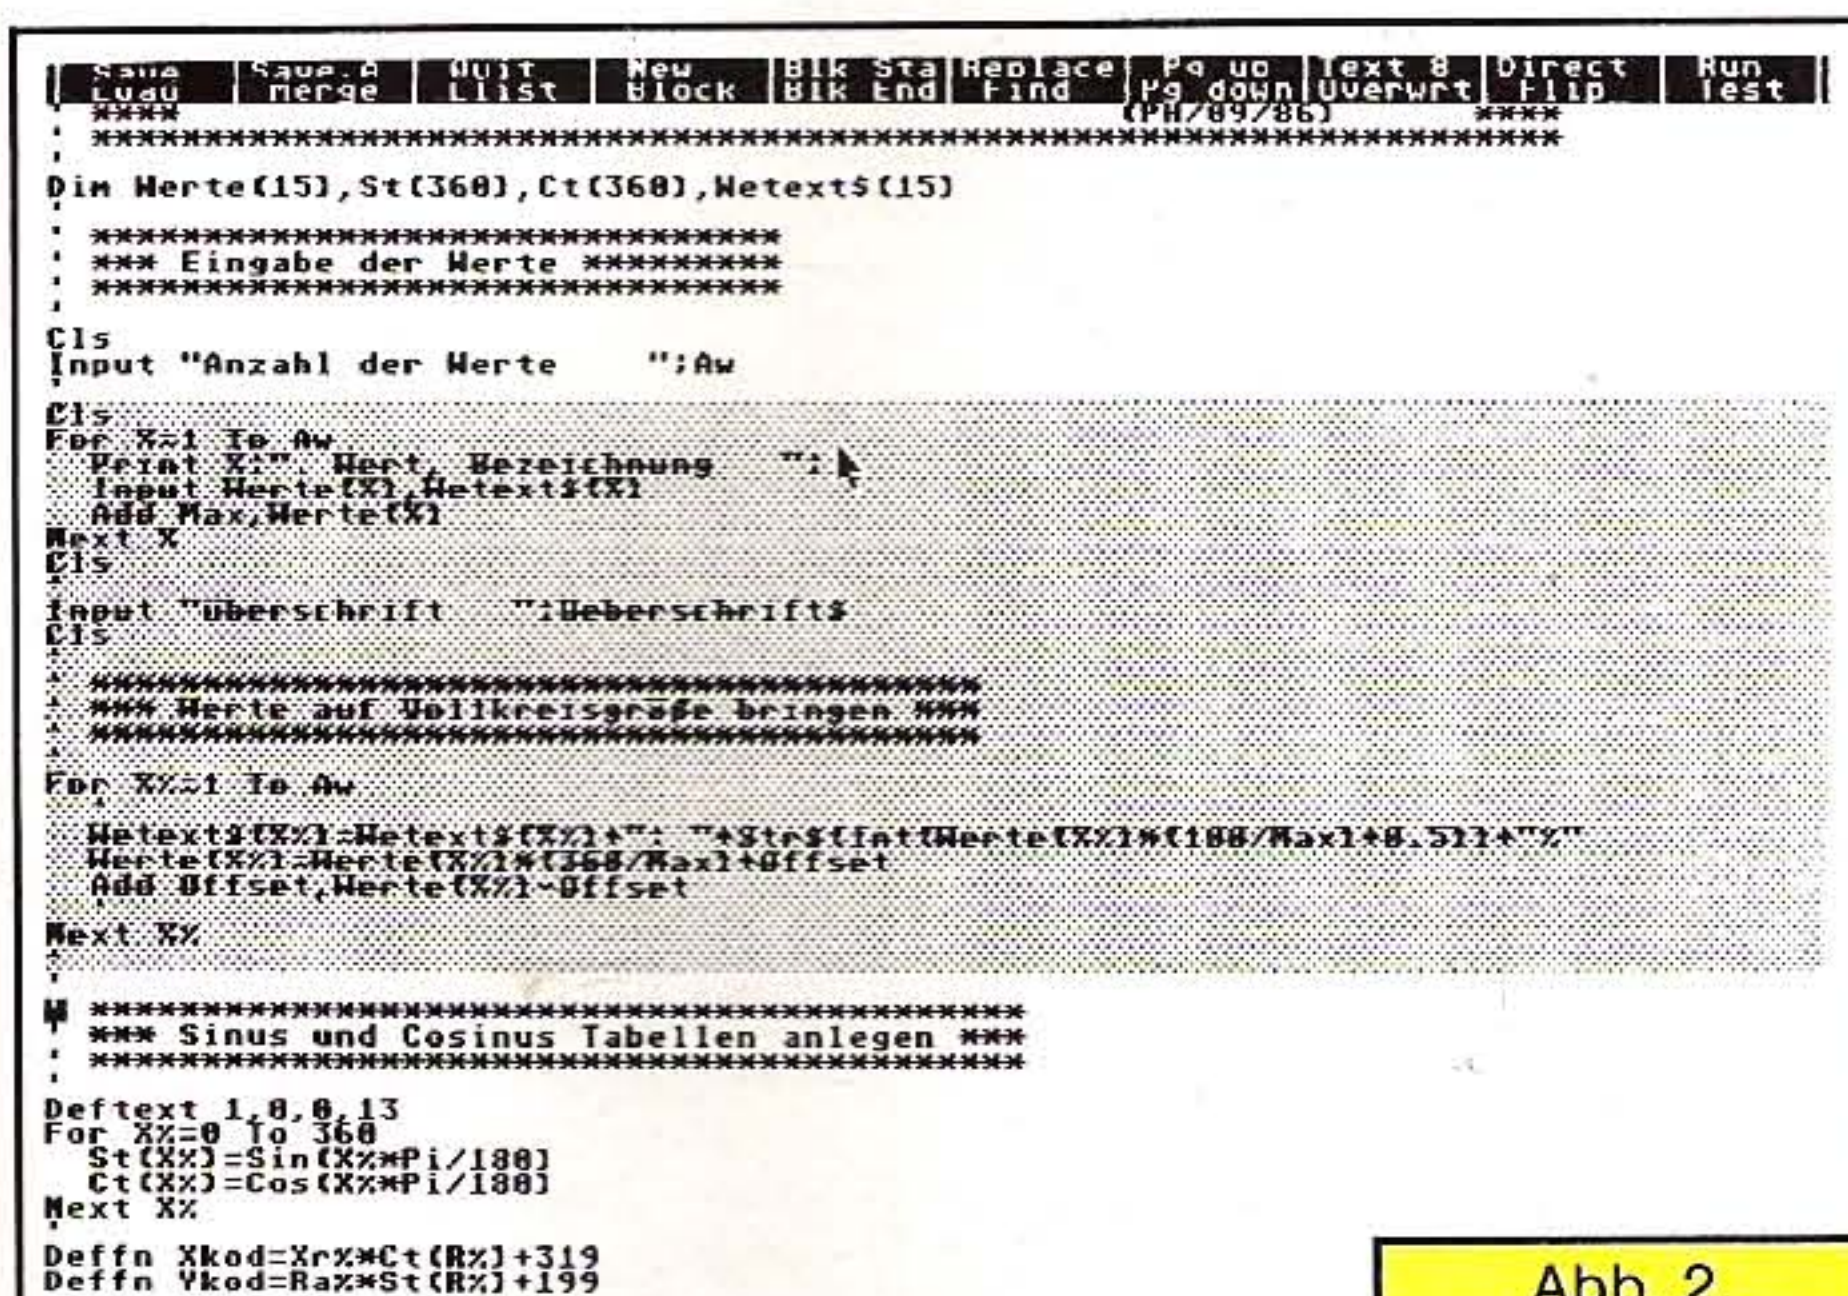 Save | Save,A | Quit | New | Blk Sta | Replace | Pg up | Text 8 | Direct | Run
Load | Merge | Llist | Block | Blk End | Find | Pg down | Overwrt | Flip | Test
' **** (PH/09/86) ****
' *****************************************************************
'
Dim Werte(15),St(360),Ct(360),Wetext$(15)
'
' *******************************
' *** Eingabe der Werte *********
' *******************************
'
Cls
Input "Anzahl der Werte    ";Aw
'
Cls
For X=1 To Aw
  Print X;". Wert, Bezeichnung   ";
  Input Werte(X),Wetext$(X)
  Add Max,Werte(X)
Next X
Cls
'
Input "überschrift   ";Ueberschrift$
Cls
'
' ****************************************
' *** Werte auf Vollkreisgröße bringen ***
' ****************************************
'
For X%=1 To Aw
  '
  Wetext$(X%)=Wetext$(X%)+": "+Str$(Int(Werte(X%)*(100/Max)+0.5))+"%"
  Werte(X%)=Werte(X%)*(360/Max)+Offset
  Add Offset,Werte(X%)-Offset
  '
Next X%
'
'
' ******************************************
' *** Sinus und Cosinus Tabellen anlegen ***
' ******************************************
'
Deftext 1,0,0,13
For X%=0 To 360
  St(X%)=Sin(X%*Pi/180)
  Ct(X%)=Cos(X%*Pi/180)
Next X%
'
Deffn Xkod=Xr%*Ct(R%)+319
Deffn Ykod=Ra%*St(R%)+199
Abb. 2